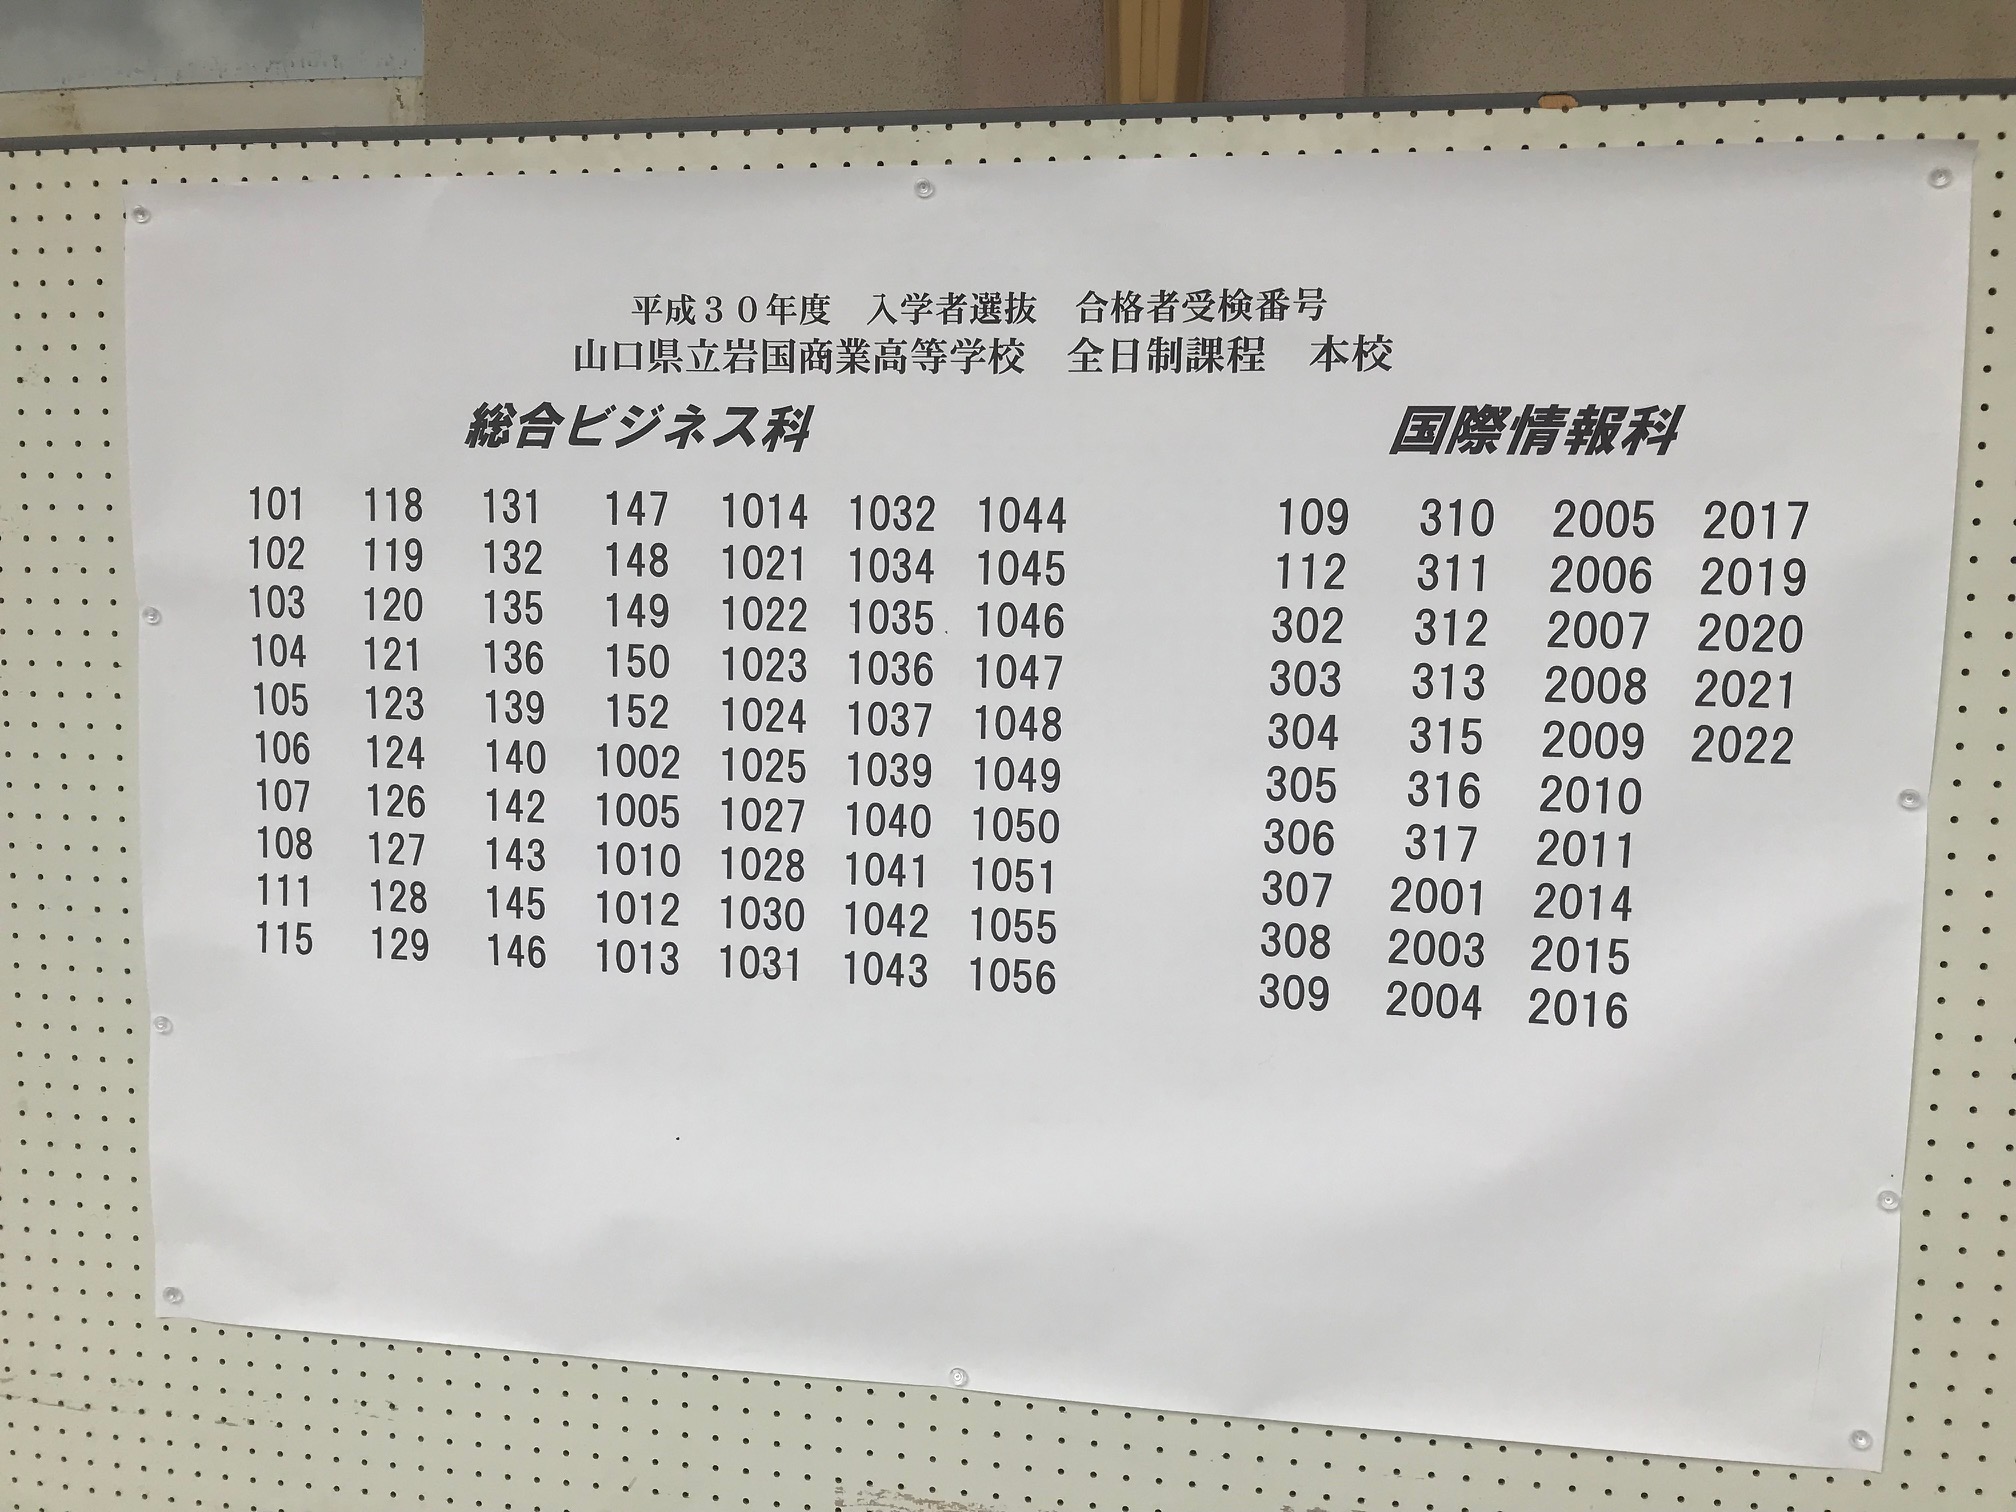 平成３０年度　入学者選抜　合格者受検番号
山口県立岩国商業高等学校　全日制課程　本校
総合ビジネス科　国際情報科
101 118 131 147 1014 1032 1044 109 310 2005 2017
102 119 132 148 1021 1034 1045 112 311 2006 2019
103 120 135 149 1022 1035 1046 302 312 2007 2020
104 121 136 150 1023 1036 1047 303 313 2008 2021
105 123 139 152 1024 1037 1048 304 315 2009 2022
106 124 140 1002 1025 1039 1049 305 316 2010
107 126 142 1005 1027 1040 1050 306 317 2011
108 127 143 1010 1028 1041 1051 307 2001 2014
111 128 145 1012 1030 1042 1055 308 2003 2015
115 129 146 1013 1031 1043 1056 309 2004 2016